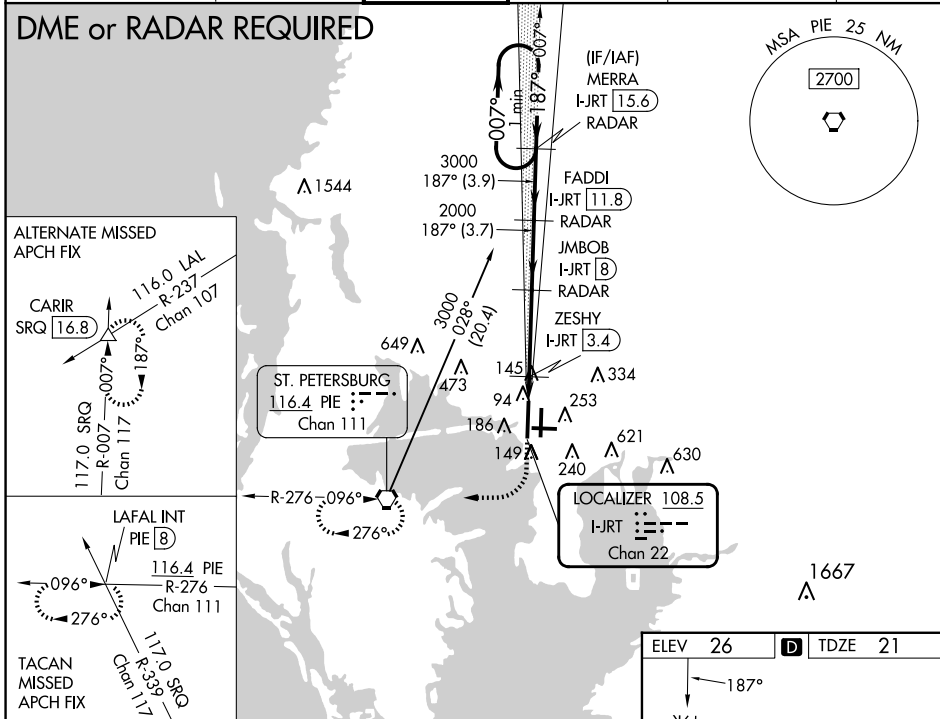 DME or RADAR REQUIRED
MSA PIE 25 NM
2700
(IF/IAF)
MERRA
I-JRT 15.6
RADAR
187°
007°
007°
1 min
3000
187° (3.9)
FADDI
I-JRT 11.8
RADAR
2000
187° (3.7)
JMBOB
I-JRT 8
RADAR
ZESHY
I-JRT 3.4
1544
ALTERNATE MISSED
APCH FIX
116.0 LAL
R-237
Chan 107
CARIR
SRQ 16.8
187°
007°
117.0 SRQ
R-007
Chan 117
3000
028°
(20.4)
649
473
145
334
94
253
186
149
240
621
630
ST. PETERSBURG
116.4 PIE
Chan 111
R-276
096°
276°
LOCALIZER 108.5
I-JRT
Chan 22
LAFAL INT
PIE 8
116.4 PIE
R-276
Chan 111
096°
276°
117.0 SRQ
R-339
Chan 117
TACAN
MISSED
APCH FIX
1667
ELEV 26 D TDZE 21
187°